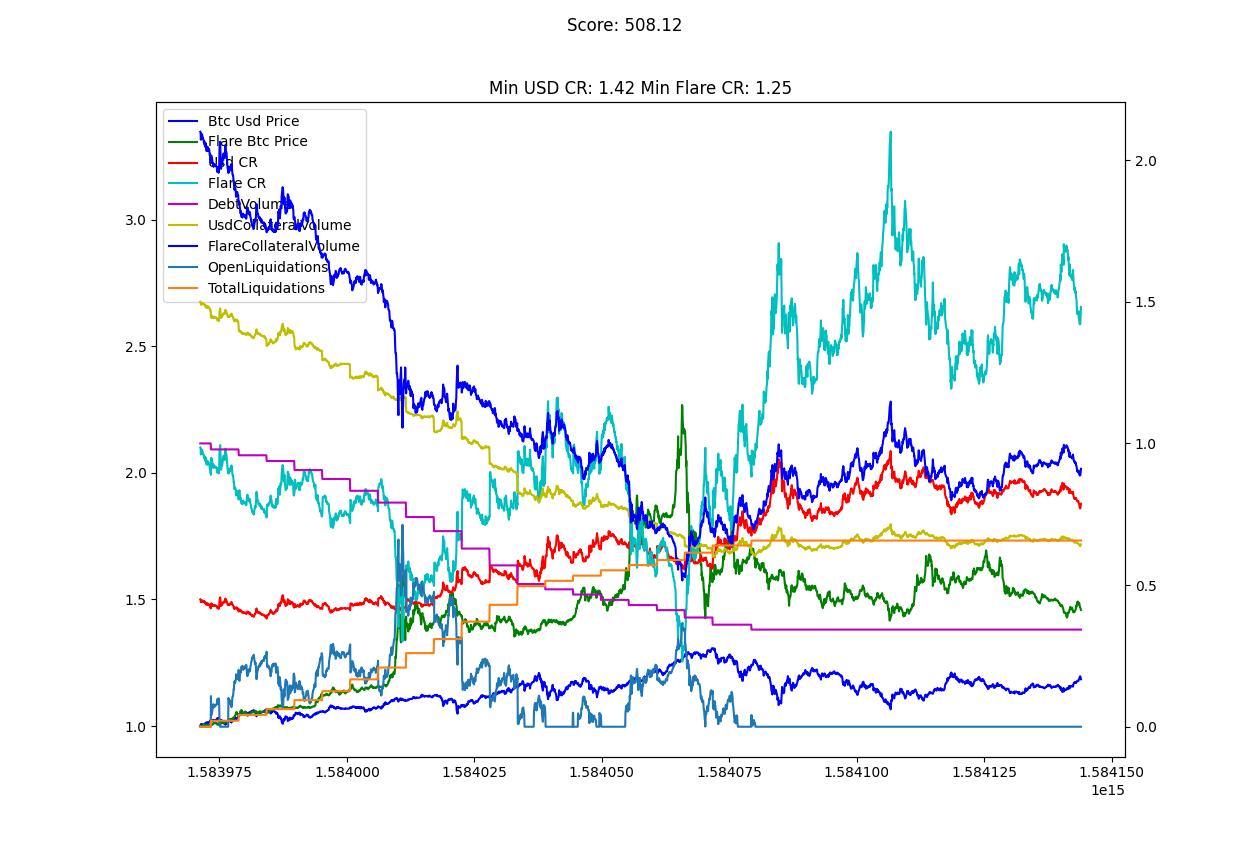 Score: 508.12
Min USD CR: 1.42 Min Flare CR: 1.25
Btc Usd Price
Flare Btc Price
Usd CR
Flare CR
DebtVolume
UsdCollateralVolume
FlareCollateralVolume
OpenLiquidations
TotalLiquidations
3.0
2.5
2.0
1.5
1.0
2.0
1.5
1.0
0.5
0.0
1.583975
1.584000
1.584025
1.584050
1.584075
1.584100
1.584125
1.584150
1e15